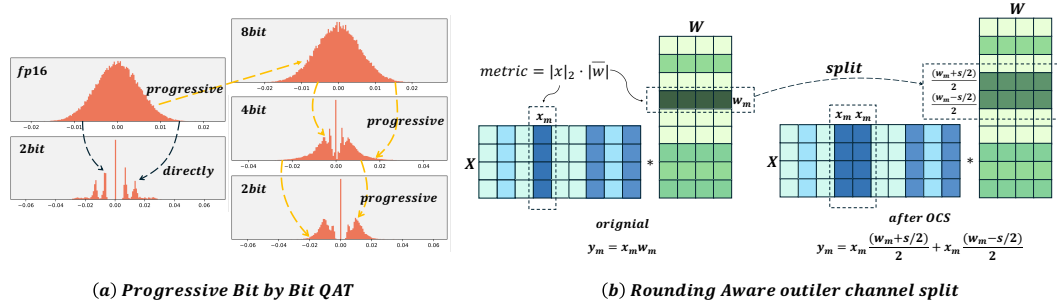 fp16
progressive
−0.02
0.00
0.02
2bit
directly
−0.06
−0.04
−0.02
0.00
0.02
0.04
0.06
8bit
−0.02
−0.01
0.00
0.01
0.02
4bit
progressive
−0.04
−0.02
0.00
0.02
0.04
2bit
progressive
−0.06
−0.04
−0.02
0.00
0.02
0.04
0.06
(a) Progressive Bit by Bit QAT
W
metric = |x|₂ · |w̅|
x_m
w_m
X
*
orignial
y_m = x_m w_m
split
W
(w_m+s/2)/2
(w_m−s/2)/2
x_m x_m
X
*
after OCS
y_m = x_m (w_m+s/2)/2 + x_m (w_m−s/2)/2
(b) Rounding Aware outiler channel split